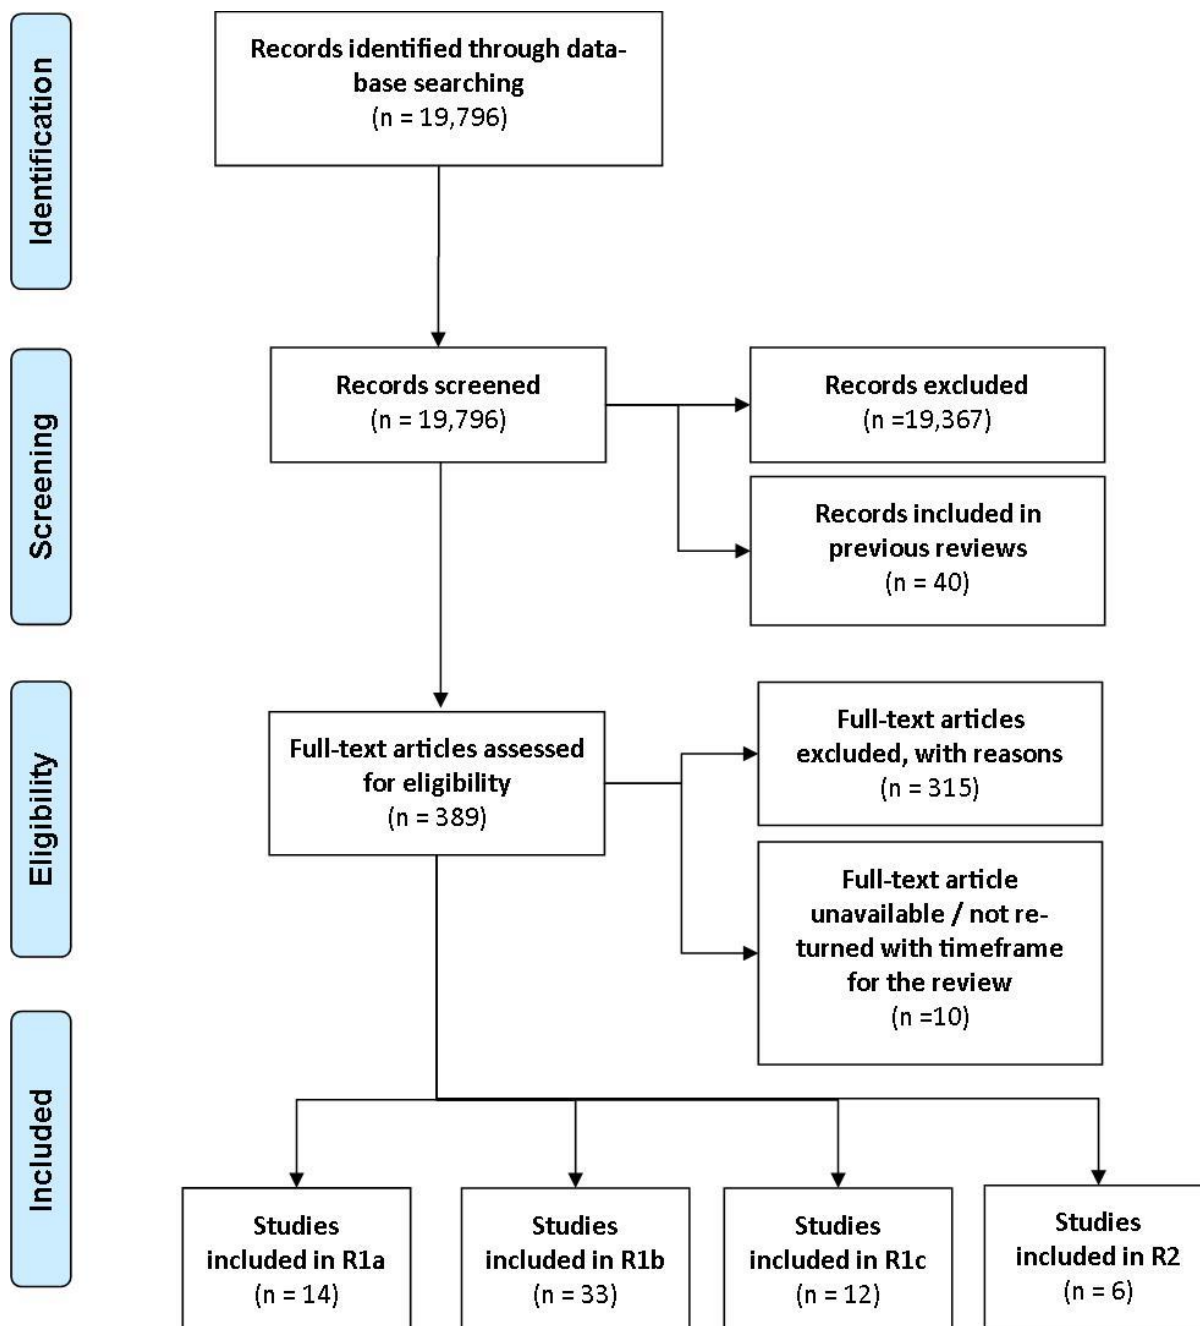 Identification
Records identified through data-
base searching
(n = 19,796)
Screening
Records screened
(n = 19,796)
Records excluded
(n =19,367)
Records included in
previous reviews
(n = 40)
Eligibility
Full-text articles assessed
for eligibility
(n = 389)
Full-text articles
excluded, with reasons
(n = 315)
Full-text article
unavailable / not re-
turned with timeframe
for the review
(n =10)
Included
Studies
included in R1a
(n = 14)
Studies
included in R1b
(n = 33)
Studies
included in R1c
(n = 12)
Studies
included in R2
(n = 6)